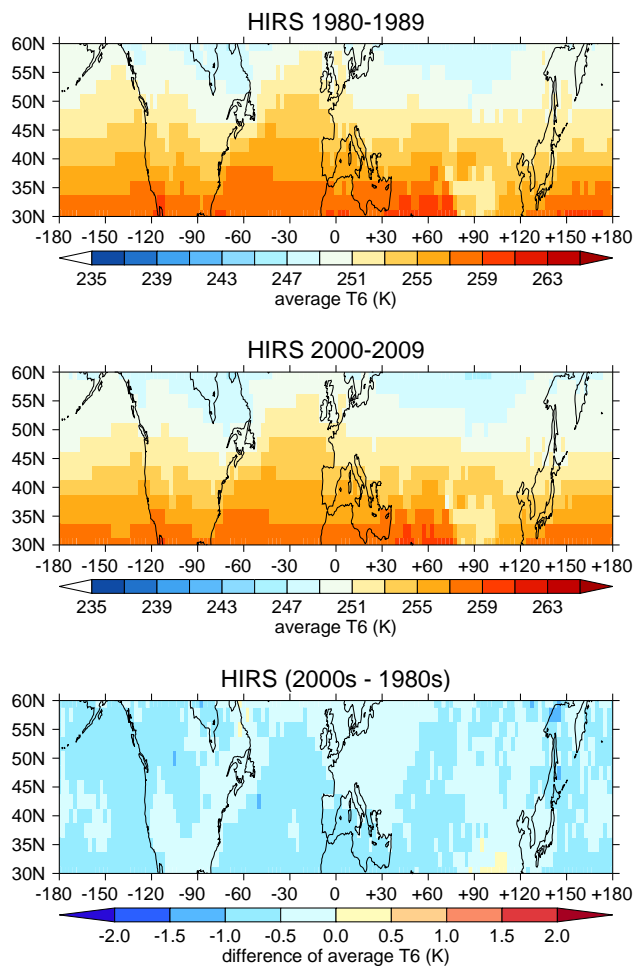 HIRS 1980-1989
60N
55N
50N
45N
40N
35N
30N
-180 -150 -120 -90 -60 -30 0 +30 +60 +90 +120 +150 +180
235 239 243 247 251 255 259 263
average T6 (K)
HIRS 2000-2009
60N
55N
50N
45N
40N
35N
30N
-180 -150 -120 -90 -60 -30 0 +30 +60 +90 +120 +150 +180
235 239 243 247 251 255 259 263
average T6 (K)
HIRS (2000s - 1980s)
60N
55N
50N
45N
40N
35N
30N
-180 -150 -120 -90 -60 -30 0 +30 +60 +90 +120 +150 +180
-2.0 -1.5 -1.0 -0.5 0.0 0.5 1.0 1.5 2.0
difference of average T6 (K)